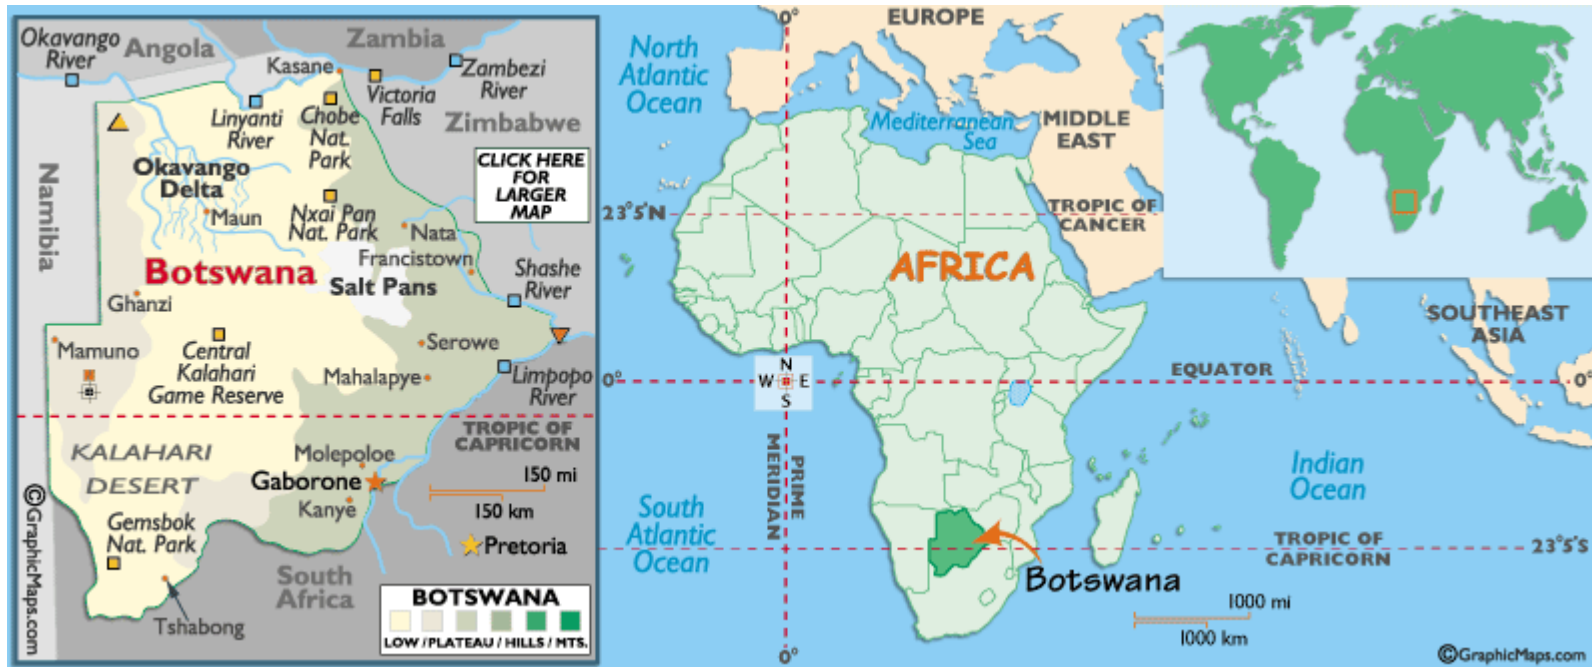 Okavango
River
Angola
Zambia
Kasane
Zambezi
River
Victoria
Falls
Linyanti
River
Chobe
Nat.
Park
Zimbabwe
CLICK HERE
FOR
LARGER
MAP
Namibia
Okavango
Delta
Maun
Nxai Pan
Nat. Park
Nata
Francistown
Shashe
River
Botswana
Salt Pans
Ghanzi
Mamuno
Central
Kalahari
Game Reserve
Serowe
Mahalapye
Limpopo
River
TROPIC OF
CAPRICORN
KALAHARI
DESERT
Molepoloe
Gaborone
Kanye
150 mi
150 km
Gemsbok
Nat. Park
Pretoria
South
Africa
Tshabong
©GraphicMaps.com
BOTSWANA
LOW / PLATEAU / HILLS / MTS.
0°
EUROPE
North
Atlantic
Ocean
Mediterranean
Sea
MIDDLE
EAST
23°5'N
TROPIC OF
CANCER
AFRICA
SOUTHEAST
ASIA
0°
N
W E
S
EQUATOR
0°
PRIME
MERIDIAN
South
Atlantic
Ocean
Indian
Ocean
TROPIC OF
CAPRICORN
23°5'S
Botswana
1000 mi
1000 km
0°
©GraphicMaps.com